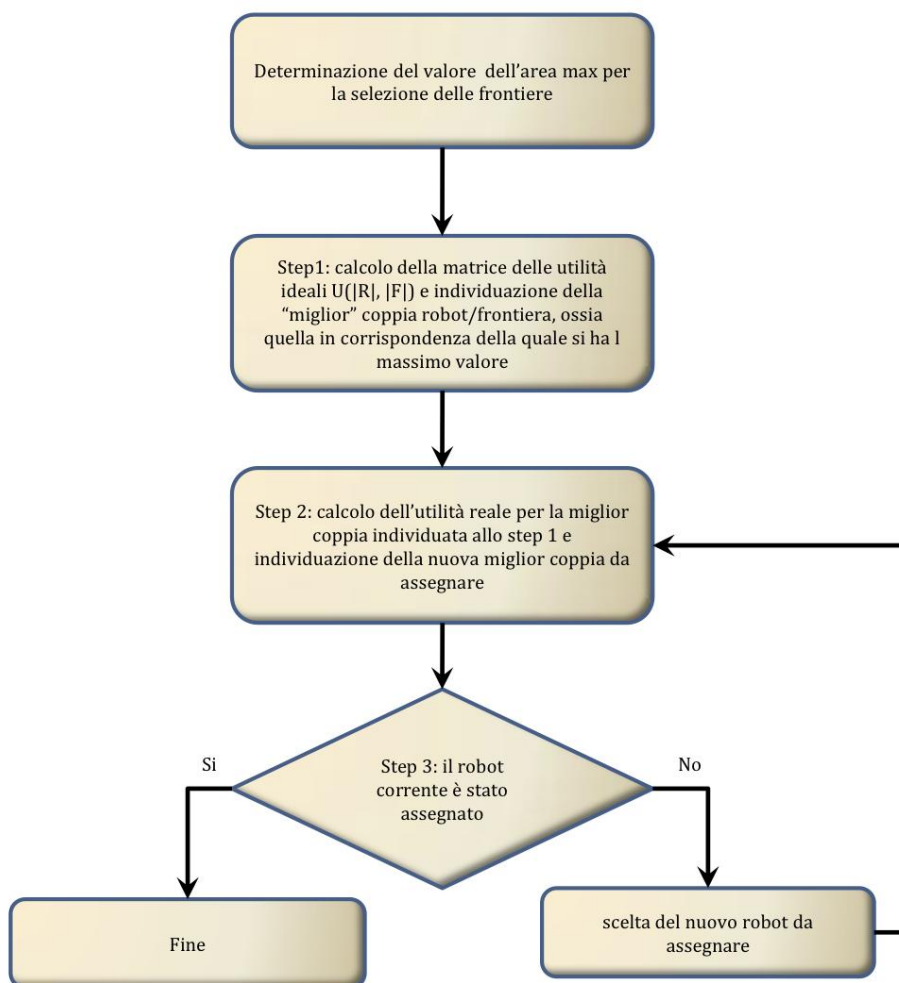 Determinazione del valore dell'area max per
la selezione delle frontiere
Step1: calcolo della matrice delle utilità
ideali U(|R|, |F|) e individuazione della
“miglior” coppia robot/frontiera, ossia
quella in corrispondenza della quale si ha l
massimo valore
Step 2: calcolo dell'utilità reale per la miglior
coppia individuata allo step 1 e
individuazione della nuova miglior coppia da
assegnare
Si
Step 3: il robot
corrente è stato
assegnato
No
Fine
scelta del nuovo robot da
assegnare